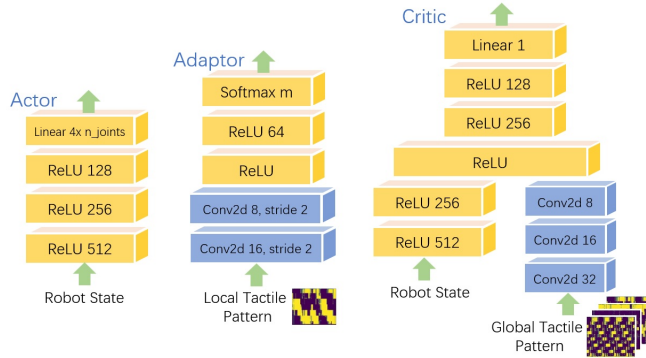 Actor
Linear 4x n_joints
ReLU 128
ReLU 256
ReLU 512
Robot State
Adaptor
Softmax m
ReLU 64
ReLU
Conv2d 8, stride 2
Conv2d 16, stride 2
Local Tactile
Pattern
Critic
Linear 1
ReLU 128
ReLU 256
ReLU
ReLU 256
ReLU 512
Robot State
Conv2d 8
Conv2d 16
Conv2d 32
Global Tactile
Pattern